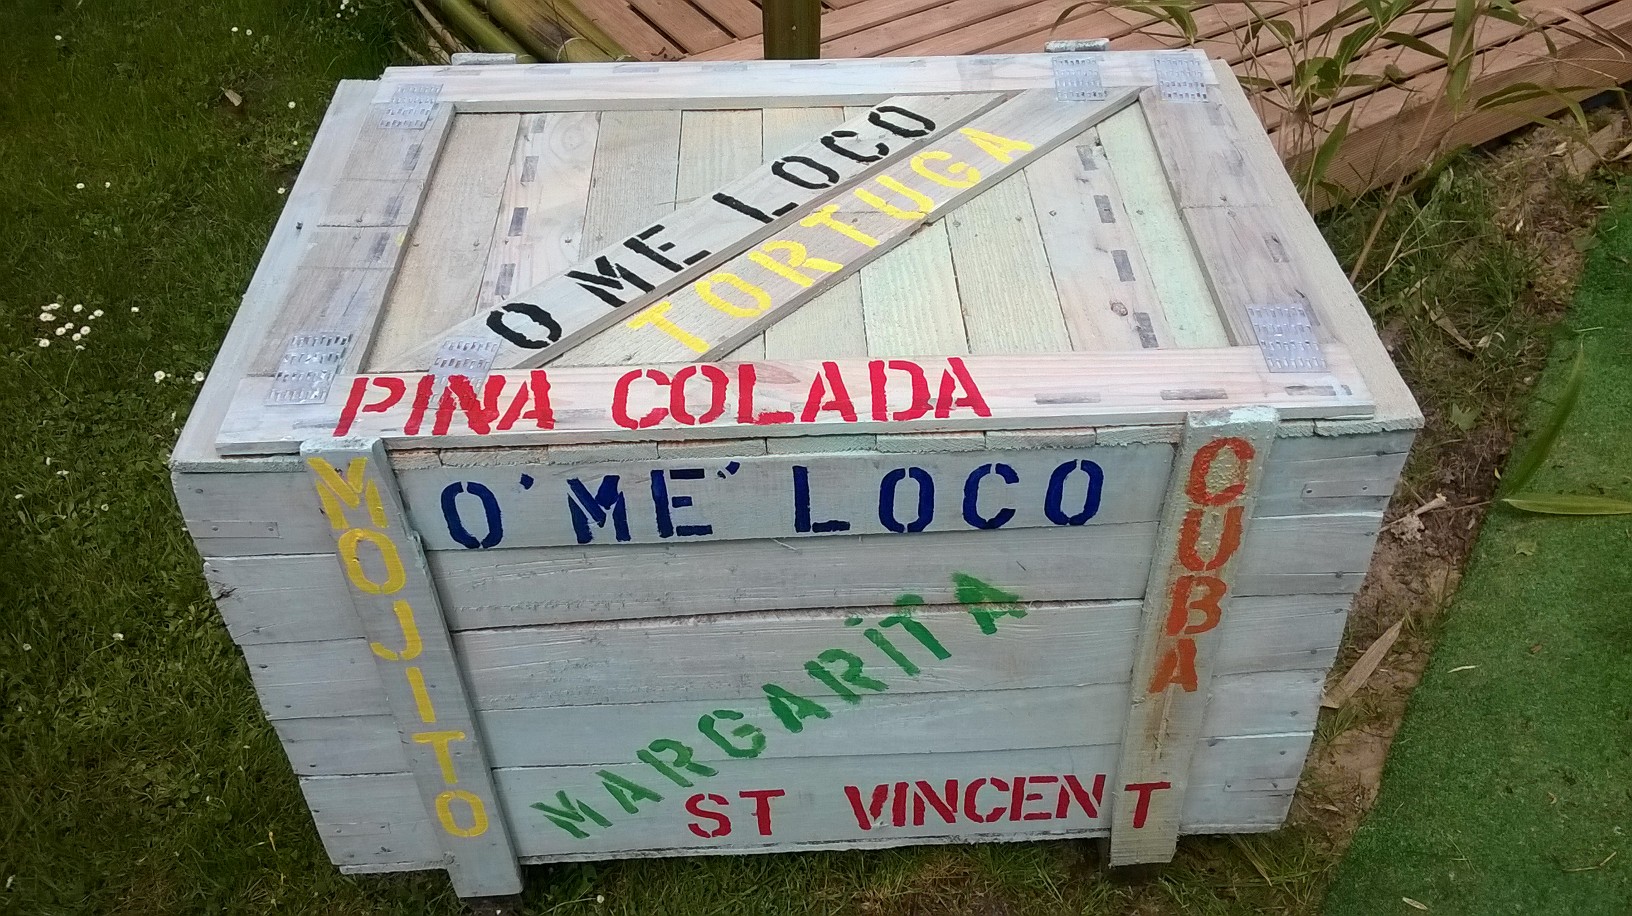 O ME LOCO
TORTUGA
PINA COLADA
MOJITO
O'ME' LOCO
CUBA
MARGARITA
ST VINCENT